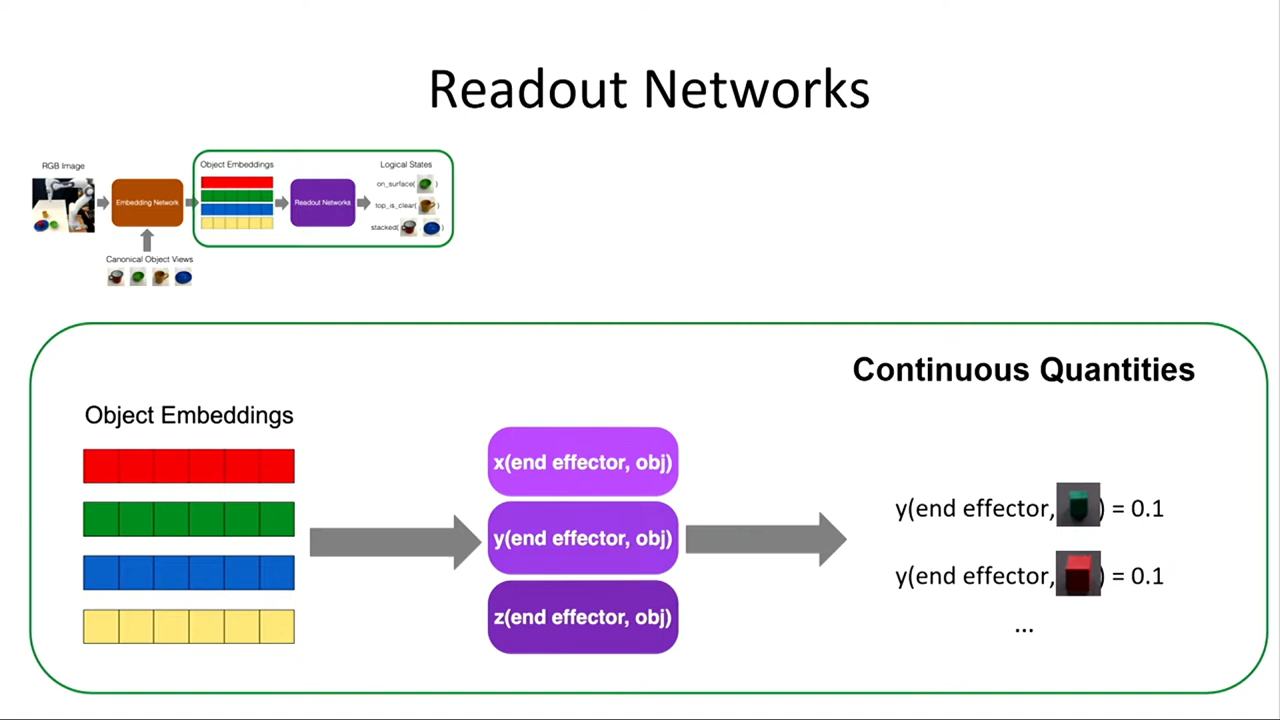 Readout Networks
RGB Image
Embedding Network
Canonical Object Views
Object Embeddings
Readout Networks
Logical States
on_surface( )
top_is_clear( )
stacked( )
Continuous Quantities
Object Embeddings
x(end effector, obj)
y(end effector, obj)
z(end effector, obj)
y(end effector, ) = 0.1
y(end effector, ) = 0.1
...